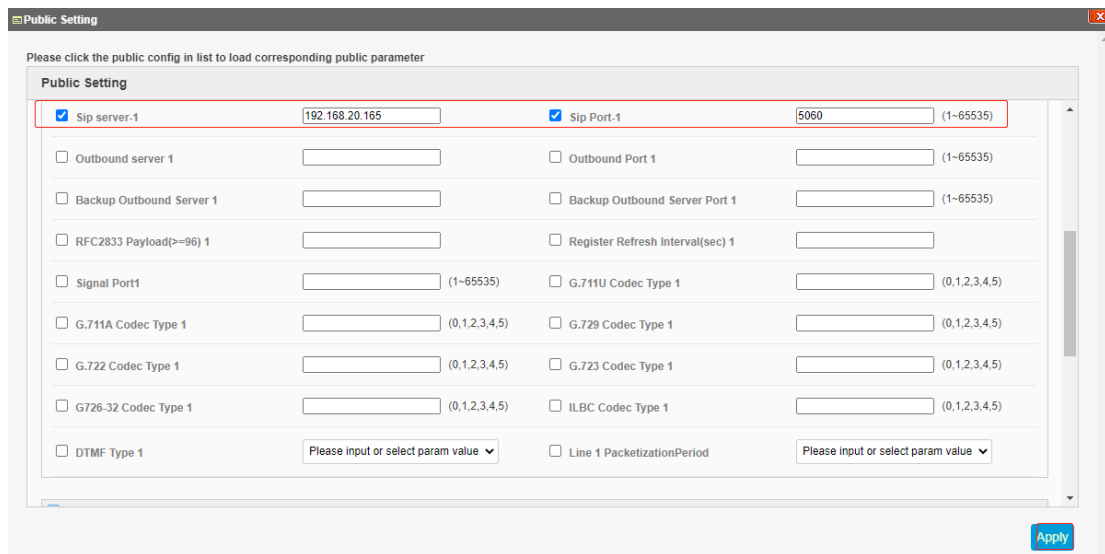 Public Setting
X
Please click the public config in list to load corresponding public parameter
Public Setting
Sip server-1 192.168.20.165 Sip Port-1 5060 (1~65535)
Outbound server 1 Outbound Port 1 (1~65535)
Backup Outbound Server 1 Backup Outbound Server Port 1 (1~65535)
RFC2833 Payload(>=96) 1 Register Refresh Interval(sec) 1
Signal Port1 (1~65535) G.711U Codec Type 1 (0,1,2,3,4,5)
G.711A Codec Type 1 (0,1,2,3,4,5) G.729 Codec Type 1 (0,1,2,3,4,5)
G.722 Codec Type 1 (0,1,2,3,4,5) G.723 Codec Type 1 (0,1,2,3,4,5)
G726-32 Codec Type 1 (0,1,2,3,4,5) ILBC Codec Type 1 (0,1,2,3,4,5)
DTMF Type 1 Please input or select param value Line 1 PacketizationPeriod Please input or select param value
Apply